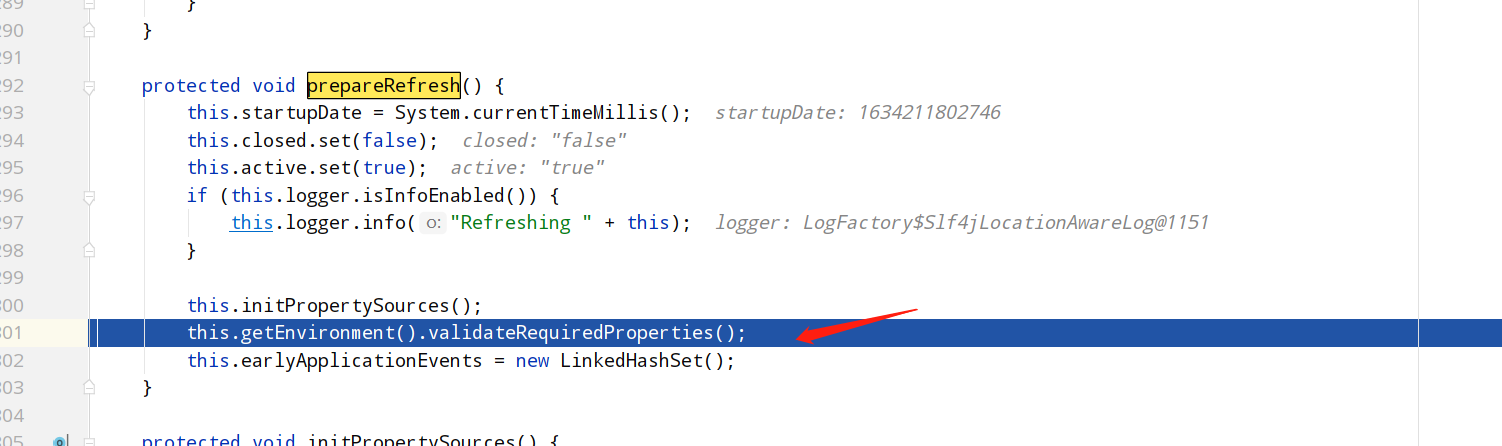 289 }
290 }
291
292 protected void prepareRefresh() {
293 this.startupDate = System.currentTimeMillis(); startupDate: 1634211802746
294 this.closed.set(false); closed: "false"
295 this.active.set(true); active: "true"
296 if (this.logger.isInfoEnabled()) {
297 this.logger.info( o: "Refreshing " + this); logger: LogFactory$Slf4jLocationAwareLog@1151
298 }
299
300 this.initPropertySources();
301 this.getEnvironment().validateRequiredProperties();
302 this.earlyApplicationEvents = new LinkedHashSet();
303 }
304
305 protected void initPropertySources() {